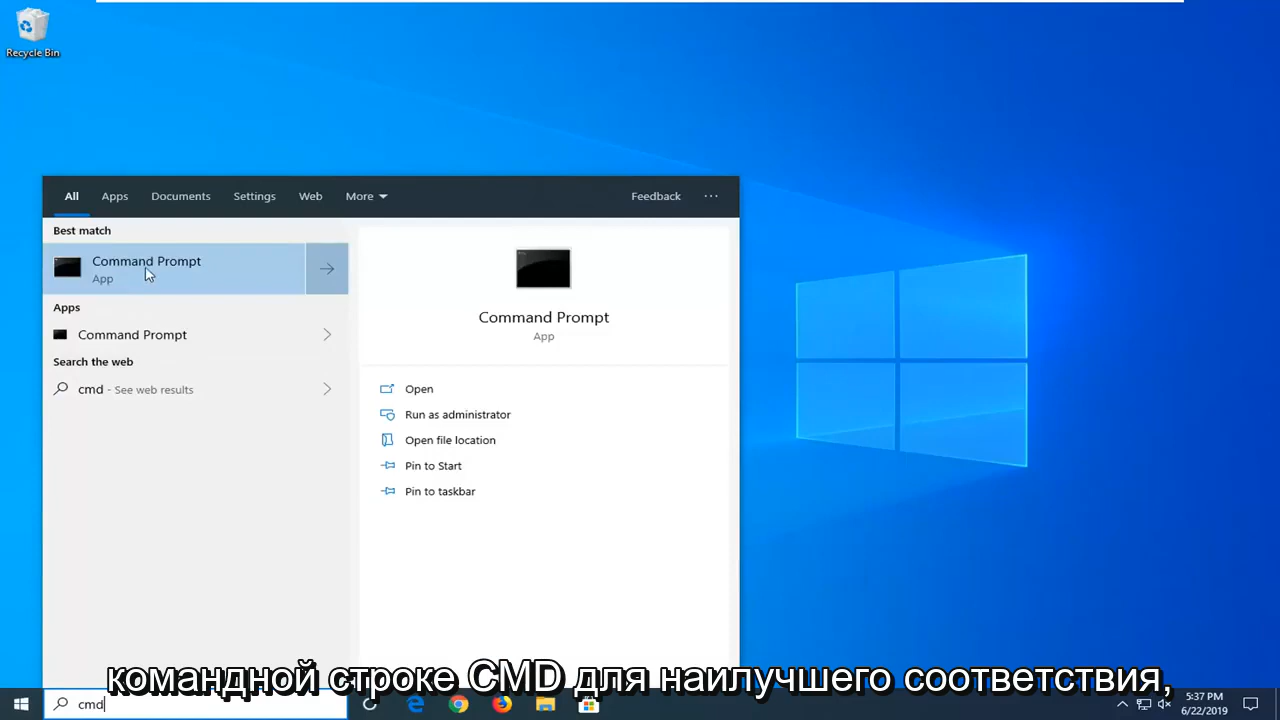 Recycle Bin
All Apps Documents Settings Web More Feedback ···
Best match
Command Prompt
App
Apps
Command Prompt
Search the web
cmd - See web results
Command Prompt
App
Open
Run as administrator
Open file location
Pin to Start
Pin to taskbar
командной строке CMD для наилучшего соответствия,
cmd
5:37 PM
6/22/2019